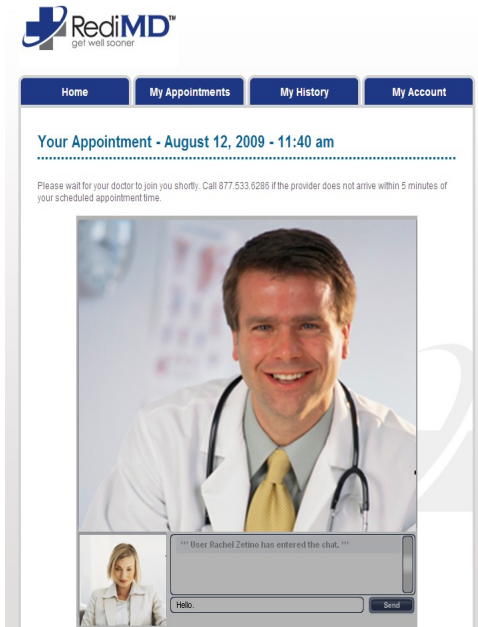 RediMD™
get well sooner
Home My Appointments My History My Account
Your Appointment - August 12, 2009 - 11:40 am
Please wait for your doctor to join you shortly. Call 877.533.6286 if the provider does not arrive within 5 minutes of
your scheduled appointment time.
*** User Rachel Zetino has entered the chat. ***
Hello. Send